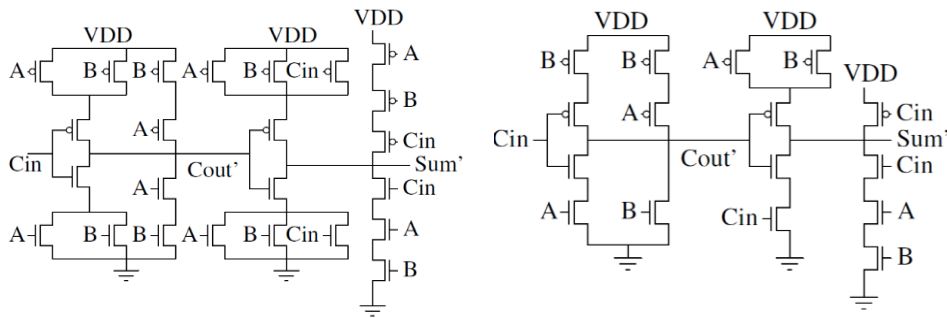 VDD
VDD VDD
A
A B B A B Cin
B
A Cin
Cin Cout' Sum'
A Cin
A B B A B Cin A
B
VDD VDD
B B A B VDD
A Cin
Cin Cout' Sum'
Cin
A B Cin A
B